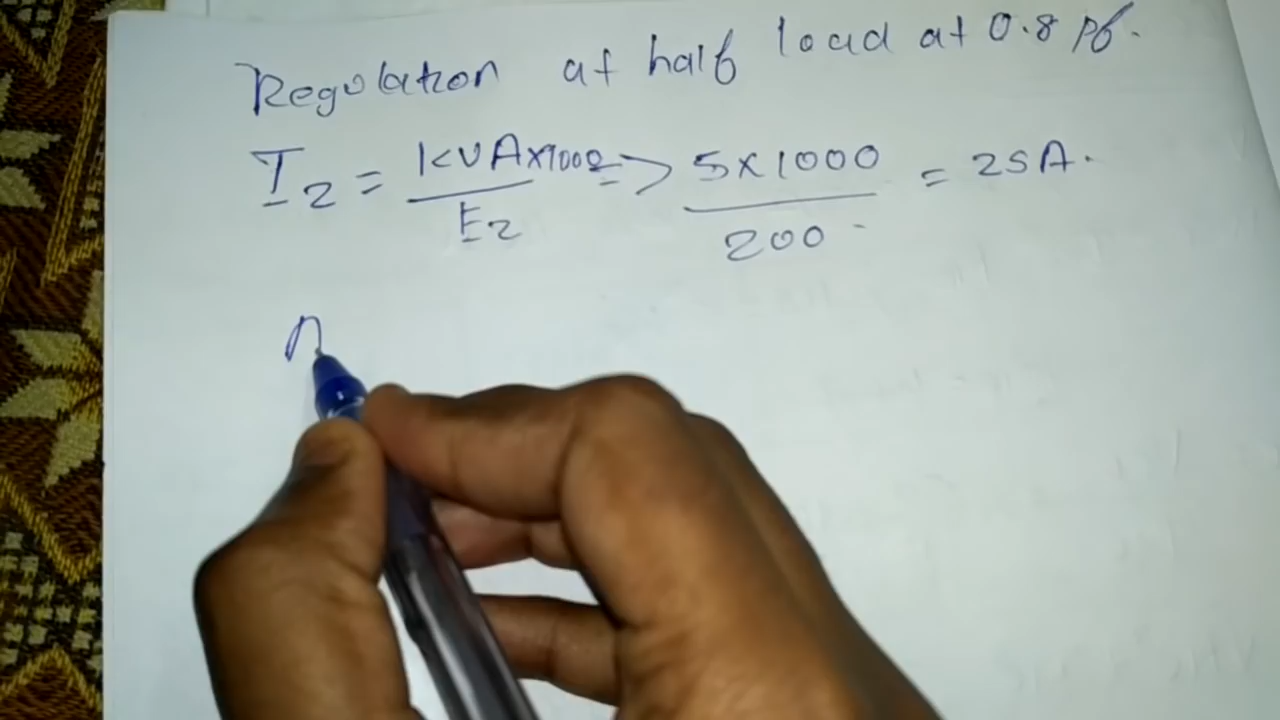 Regulation at half load at 0.8 pf.
I2 = KVA×1000 / E2 => 5×1000 / 200 = 25A.